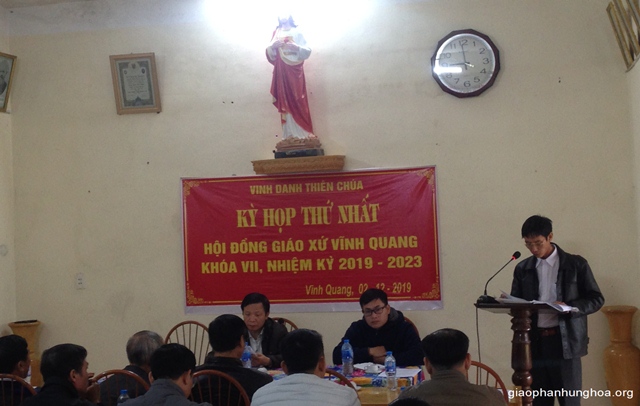 VINH DANH THIÊN CHÚA
KỲ HỌP THỨ NHẤT
HỘI ĐỒNG GIÁO XỨ VĨNH QUANG
KHÓA VII, NHIỆM KỲ 2019 - 2023
Vĩnh Quang, 02 - 12 - 2019
giaophanhunghoa.org